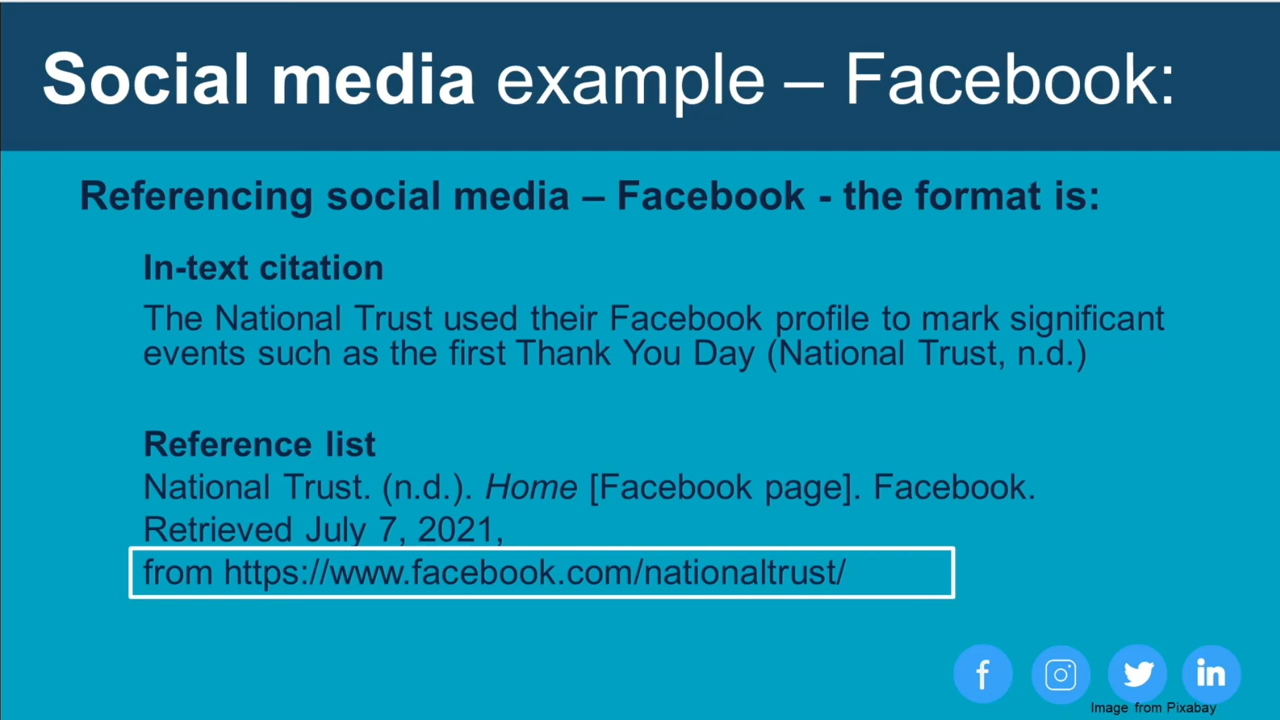 Social media example – Facebook:
Referencing social media – Facebook - the format is:
In-text citation
The National Trust used their Facebook profile to mark significant
events such as the first Thank You Day (National Trust, n.d.)
Reference list
National Trust. (n.d.). Home [Facebook page]. Facebook.
Retrieved July 7, 2021,
from https://www.facebook.com/nationaltrust/
f
in
Image from Pixabay